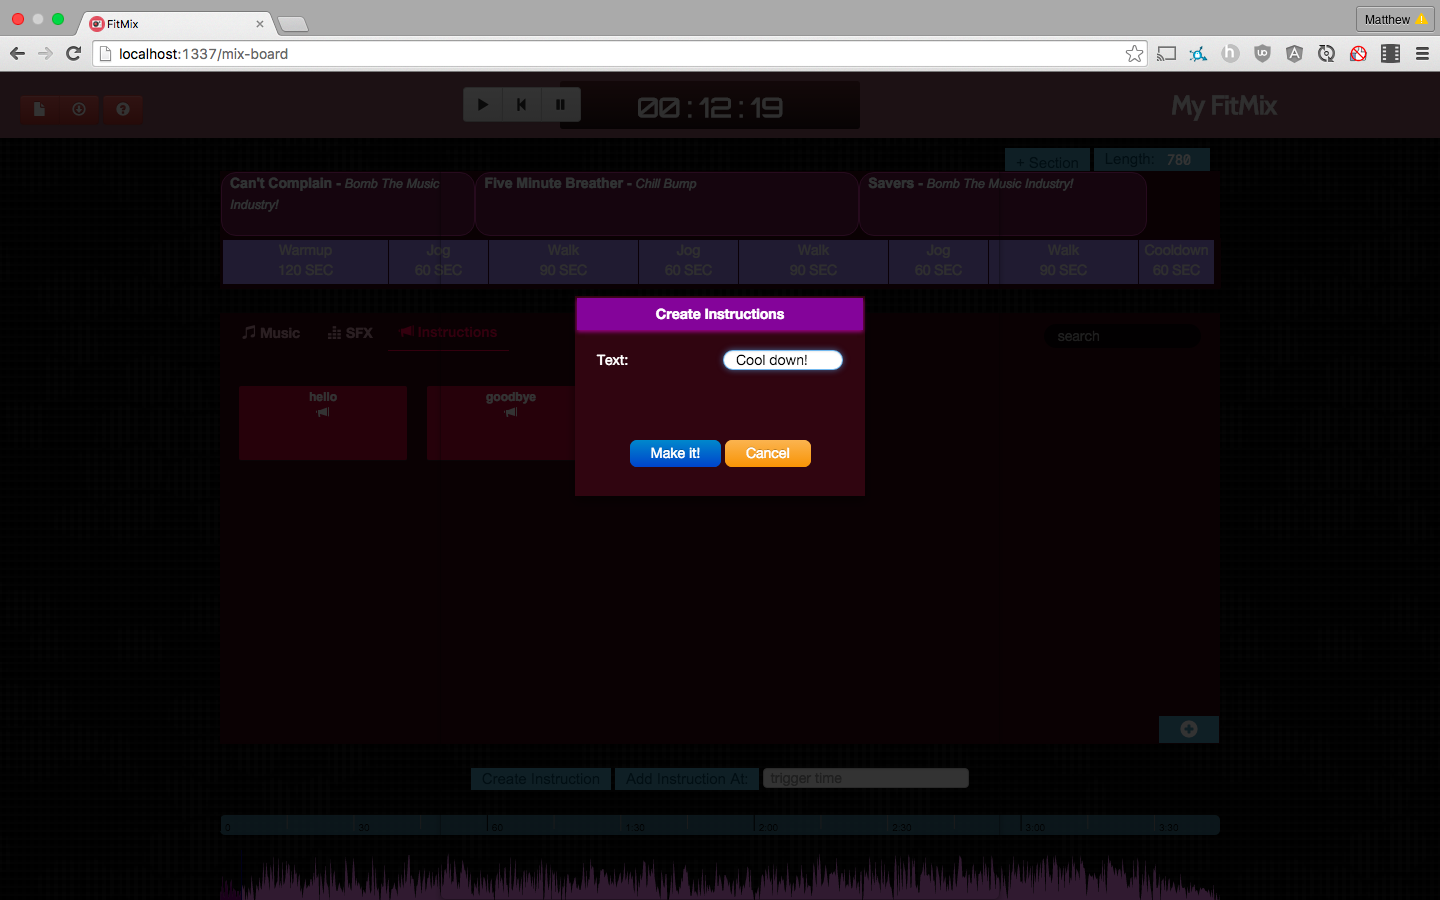 FitMix
Matthew
localhost:1337/mix-board
00:12:19
My FitMix
+ Section
Length: 780
Can't Complain - Bomb The Music Industry!
Five Minute Breather - Chill Bump
Savers - Bomb The Music Industry!
Warmup
120 SEC
Jog
60 SEC
Walk
90 SEC
Jog
60 SEC
Walk
90 SEC
Jog
60 SEC
Walk
90 SEC
Cooldown
60 SEC
Music
SFX
Instructions
search
hello
goodbye
Create Instructions
Text:
Cool down!
Make it!
Cancel
Create Instruction
Add Instruction At:
trigger time
0
30
60
1:30
2:00
2:30
3:00
3:30